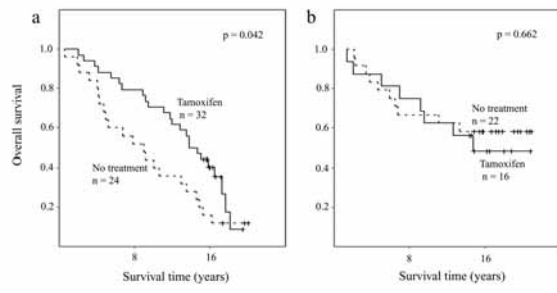 a
p = 0.042
1.0
0.8
0.6
0.4
0.2
Overall survival
Tamoxifen
n = 32
No treatment
n = 24
8
16
Survival time (years)
b
p = 0.662
1.0
0.8
0.6
0.4
0.2
No treatment
n = 22
Tamoxifen
n = 16
8
16
Survival time (years)